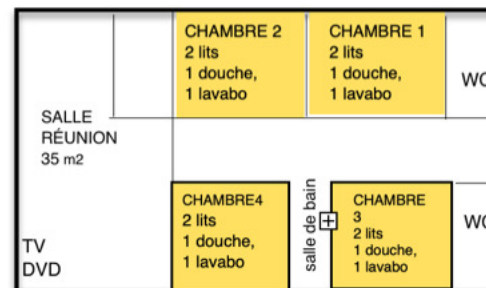 CHAMBRE 2
2 lits
1 douche,
1 lavabo
CHAMBRE 1
2 lits
1 douche,
1 lavabo
WC
SALLE
RÉUNION
35 m2
TV
DVD
CHAMBRE4
2 lits
1 douche,
1 lavabo
salle de bain
CHAMBRE
3
2 lits
1 douche,
1 lavabo
WC